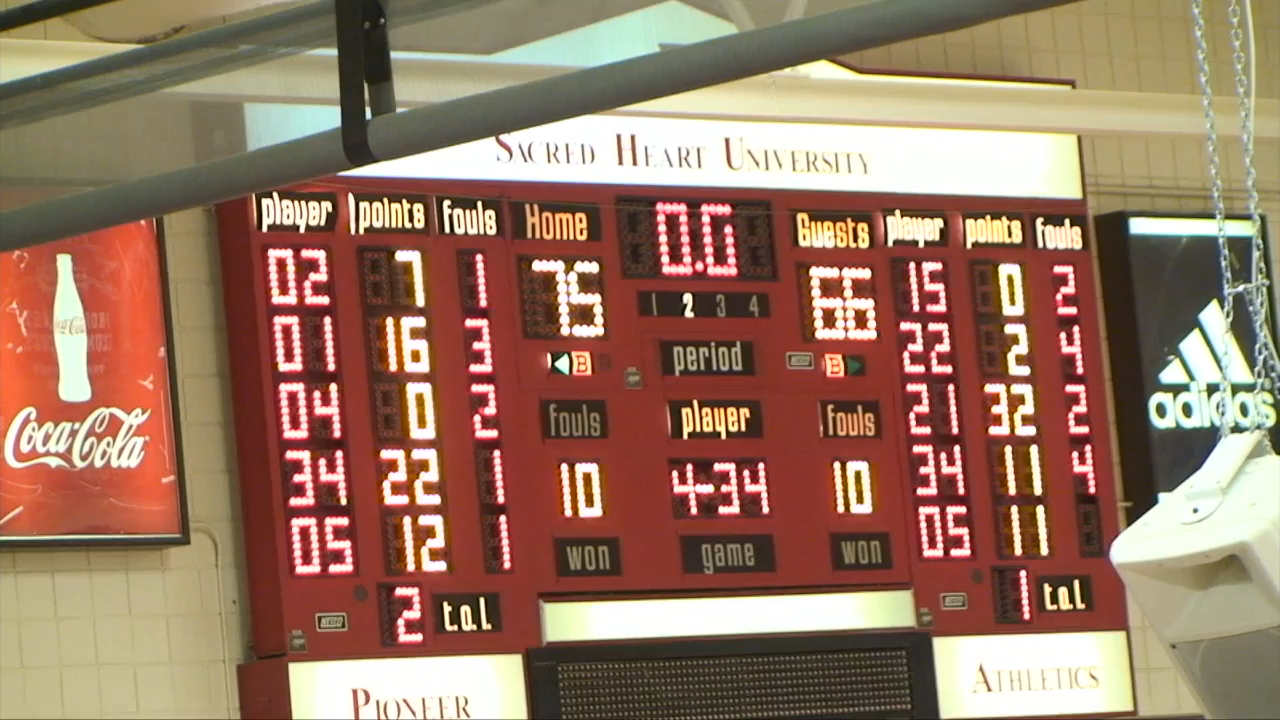 SACRED HEART UNIVERSITY
player points fouls Home 0.0 Guests player points fouls
02 7 1 75 66 15 0 2
1 2 3 4
01 16 3 period 22 2 4
B B
04 0 2 fouls player fouls 21 32 2
34 22 1 10 4-34 10 34 11 4
05 12 1 won game won 05 11
2 t.o.l 1 t.o.l
PIONEER ATHLETICS
Coca-Cola
Coca-Cola
adidas